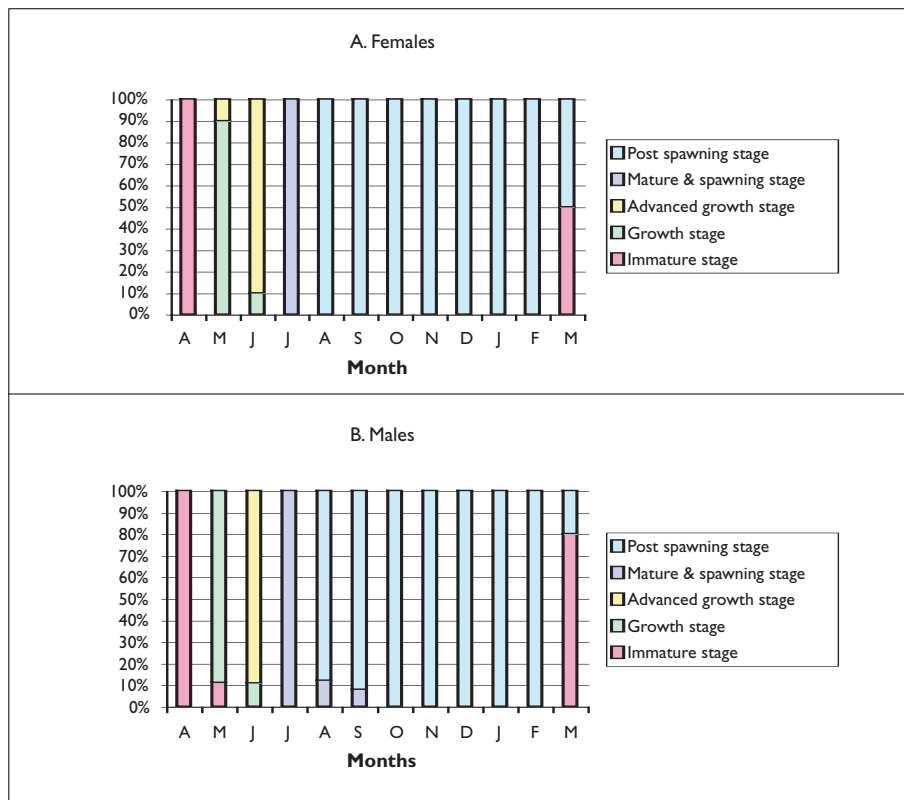 A. Females
100%
90%
80%
70%
60%
50%
40%
30%
20%
10%
0%
A M J J A S O N D J F M
Month
Post spawning stage
Mature & spawning stage
Advanced growth stage
Growth stage
Immature stage
B. Males
100%
90%
80%
70%
60%
50%
40%
30%
20%
10%
0%
A M J J A S O N D J F M
Months
Post spawning stage
Mature & spawning stage
Advanced growth stage
Growth stage
Immature stage